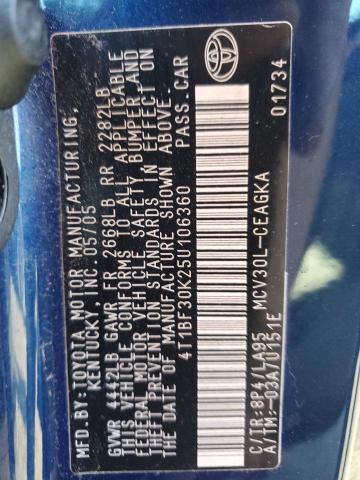 MFD.BY: TOYOTA MOTOR MANUFACTURING,
KENTUCKY, INC. 05/05
GVWR 4442LB GAWR FR 2668LB RR 2282LB
THIS VEHICLE CONFORMS TO ALL APPLICABLE
FEDERAL MOTOR VEHICLE SAFETY, BUMPER, AND
THEFT PREVENTION STANDARDS IN EFFECT ON
THE DATE OF MANUFACTURE SHOWN ABOVE.
4T1BF30K25U106360 PASS. CAR
C/TR:8P4/LA95 MCV30L-CEAGKA
A/TM:-03A/U151E 01734
TOYOTA